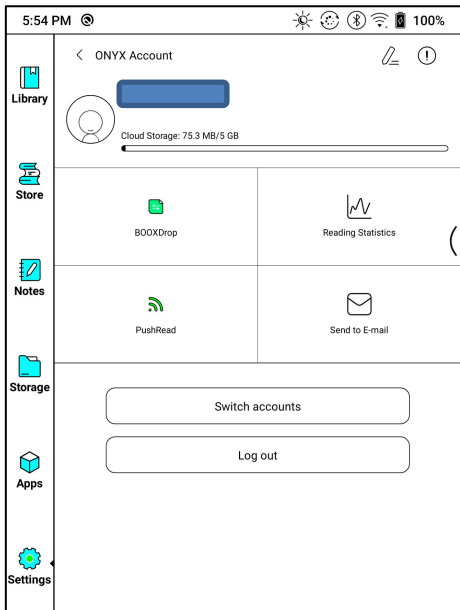 5:54 PM 100%
ONYX Account
Library
Cloud Storage: 75.3 MB/5 GB
Store
BOOXDrop
Reading Statistics
Notes
PushRead
Send to E-mail
Storage
Switch accounts
Log out
Apps
Settings